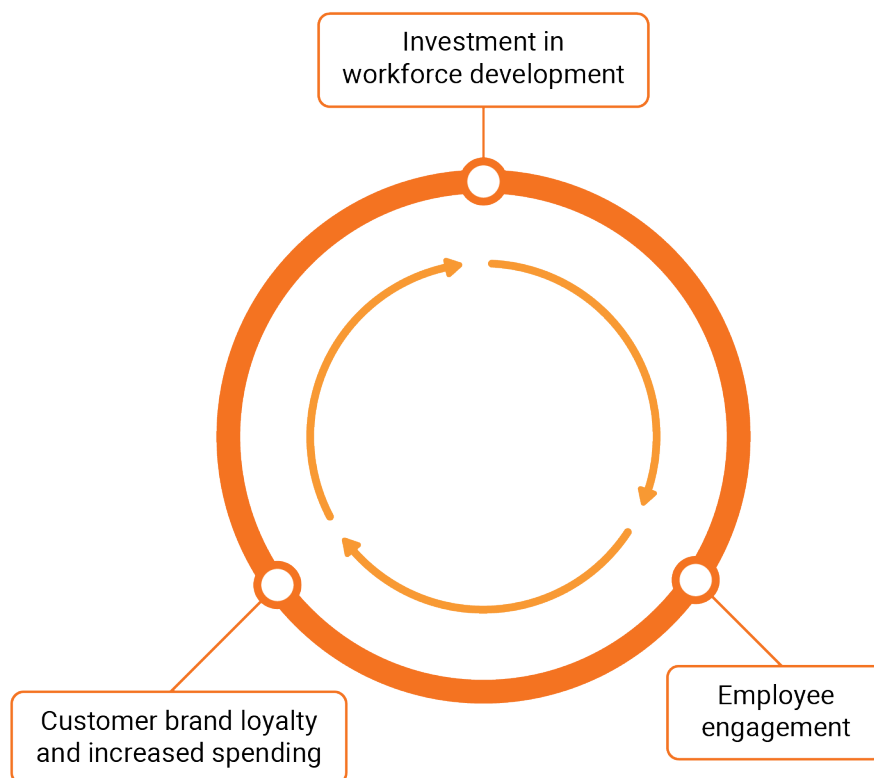 Investment in
workforce development
Customer brand loyalty
and increased spending
Employee
engagement